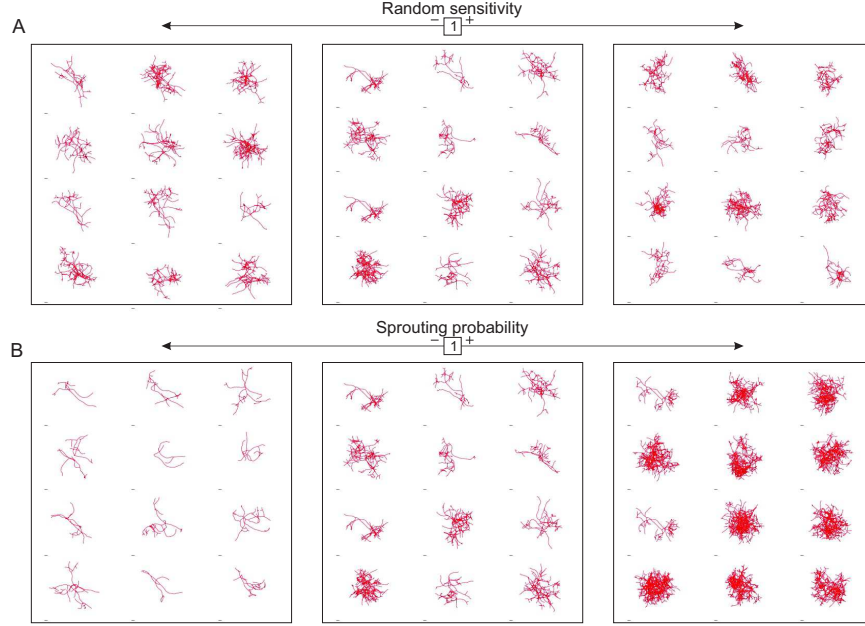 Random sensitivity
A
− 1 +
Sprouting probability
B
− 1 +